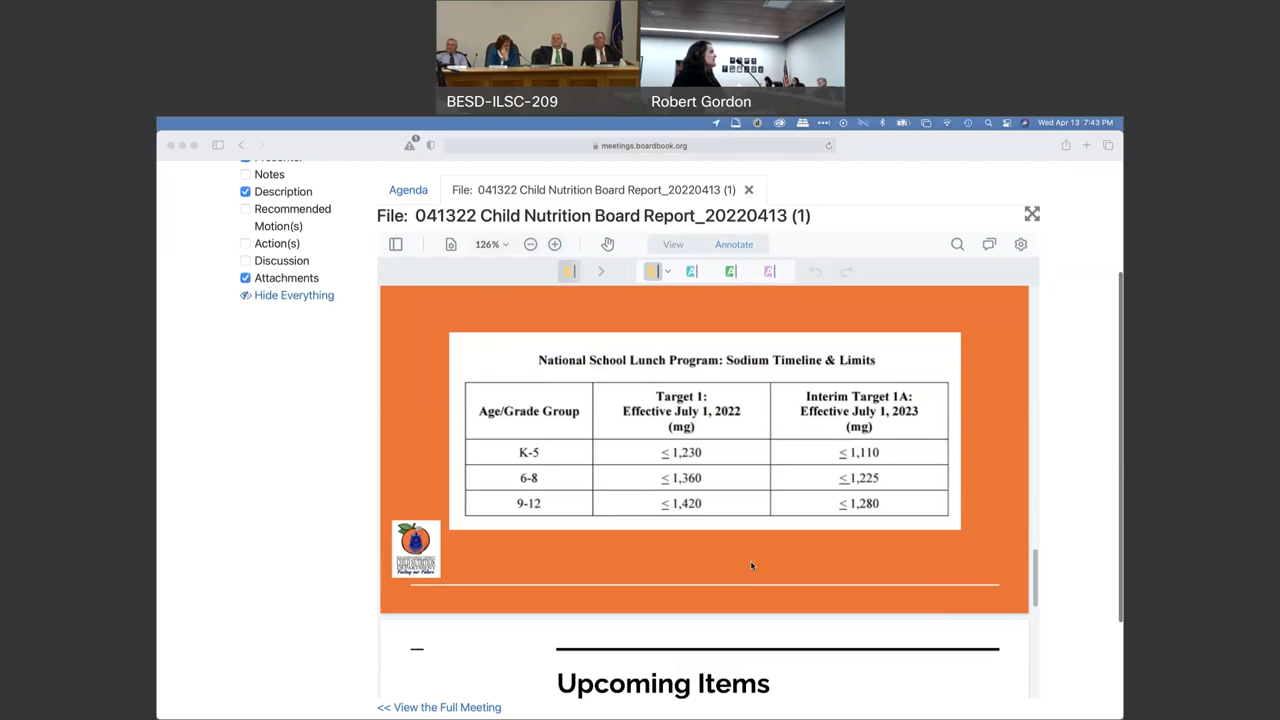 BESD-ILSC-209
Robert Gordon
Wed Apr 13 7:43 PM
meetings.boardbook.org
Notes
Description
Recommended
Motion(s)
Action(s)
Discussion
Attachments
Hide Everything
Agenda
File: 041322 Child Nutrition Board Report_20220413 (1)
File: 041322 Child Nutrition Board Report_20220413 (1)
126%
View
Annotate
National School Lunch Program: Sodium Timeline & Limits
Age/Grade Group
Target 1:
Effective July 1, 2022
(mg)
Interim Target 1A:
Effective July 1, 2023
(mg)
K-5
≤ 1,230
≤ 1,110
6-8
≤ 1,360
≤ 1,225
9-12
≤ 1,420
≤ 1,280
CHILD NUTRITION
DEPARTMENT
Upcoming Items
<< View the Full Meeting